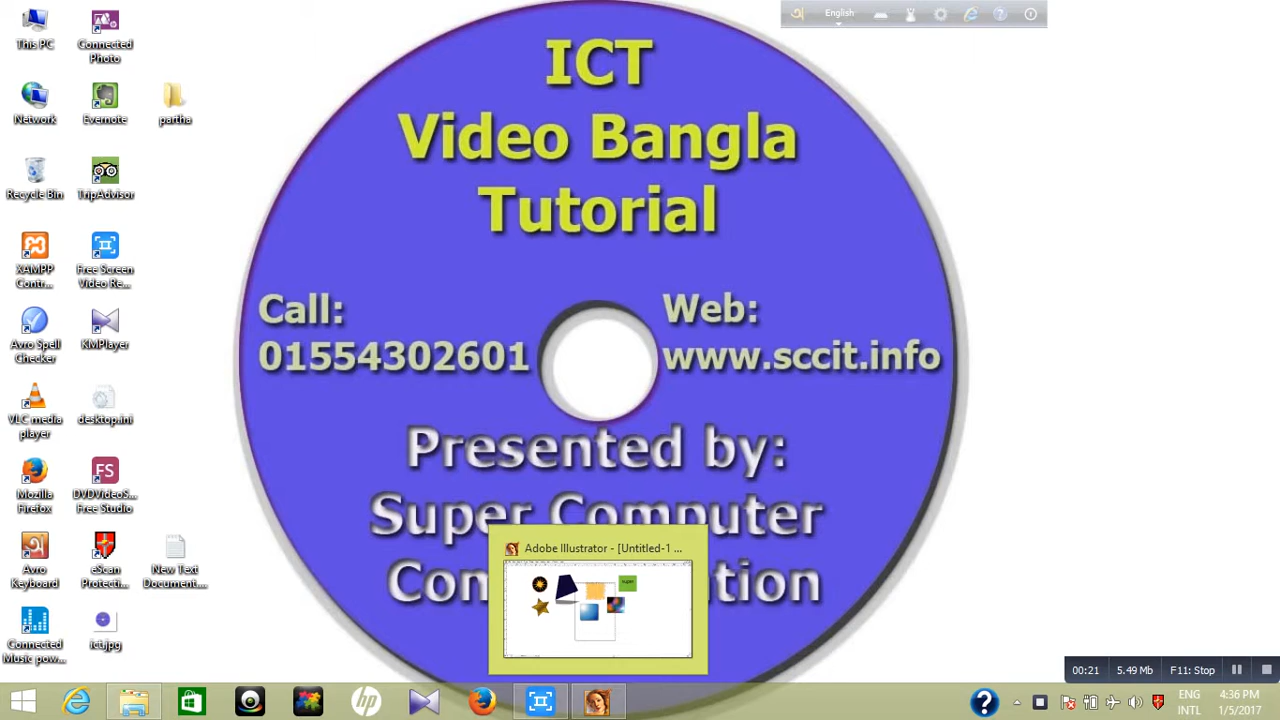 English
This PC
Connected
Photo
Network
Evernote
partha
Recycle Bin
TripAdvisor
XAMPP
Contr...
Free Screen
Video Re...
Avro Spell
Checker
KMPlayer
VLC media
player
desktop.ini
Mozilla
Firefox
DVDVideoS...
Free Studio
Avro
Keyboard
eScan
Protecti...
New Text
Document....
Connected
Music pow...
ict.jpg
ICT
Video Bangla
Tutorial
Call:
01554302601
Web:
www.sccit.info
Presented by:
Super Computer
Adobe Illustrator - [Untitled-1 ...
00:21
5.49 Mb
F11: Stop
ENG
INTL
4:36 PM
1/5/2017